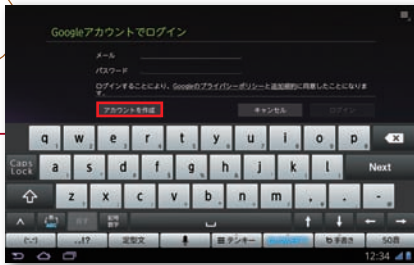 Googleアカウントでログイン
メール
パスワード
ログインすることにより、Googleのプライバシーポリシーと追加規約に同意したことになりま
す。
アカウントを作成 キャンセル ログイン
q w e r t y u i o p
Caps Lock a s d f g h j k l Next
z x c v b n m , . -
...!? 定型文 テンキー 手書き 50音
12:34